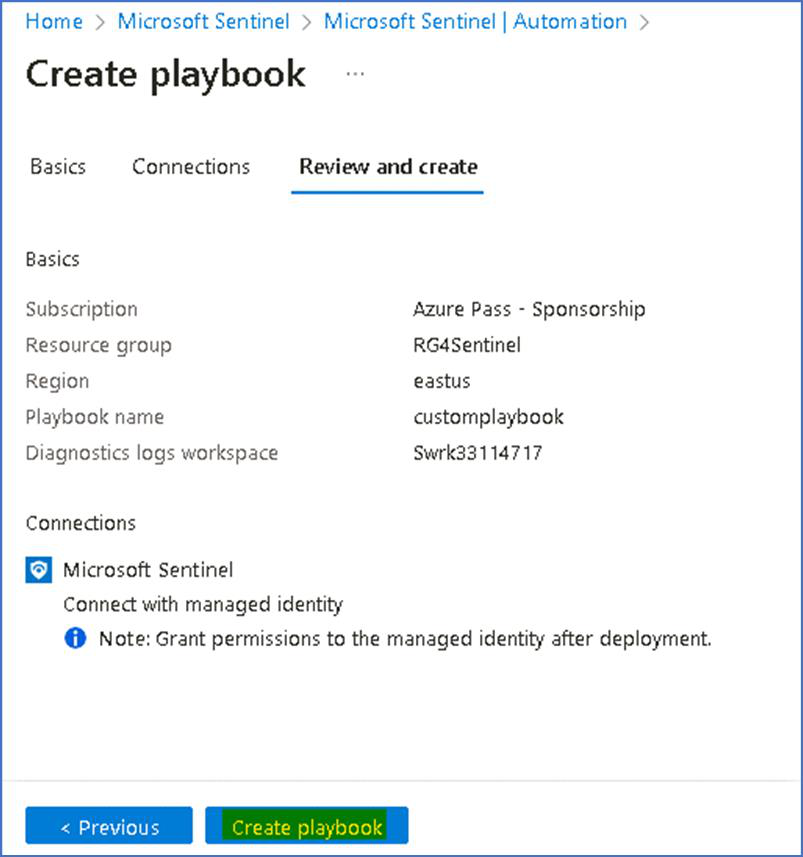 Home > Microsoft Sentinel > Microsoft Sentinel | Automation >
Create playbook ...
Basics Connections Review and create
Basics
Subscription Azure Pass - Sponsorship
Resource group RG4Sentinel
Region eastus
Playbook name customplaybook
Diagnostics logs workspace Swrk33114717
Connections
Microsoft Sentinel
Connect with managed identity
Note: Grant permissions to the managed identity after deployment.
< Previous Create playbook